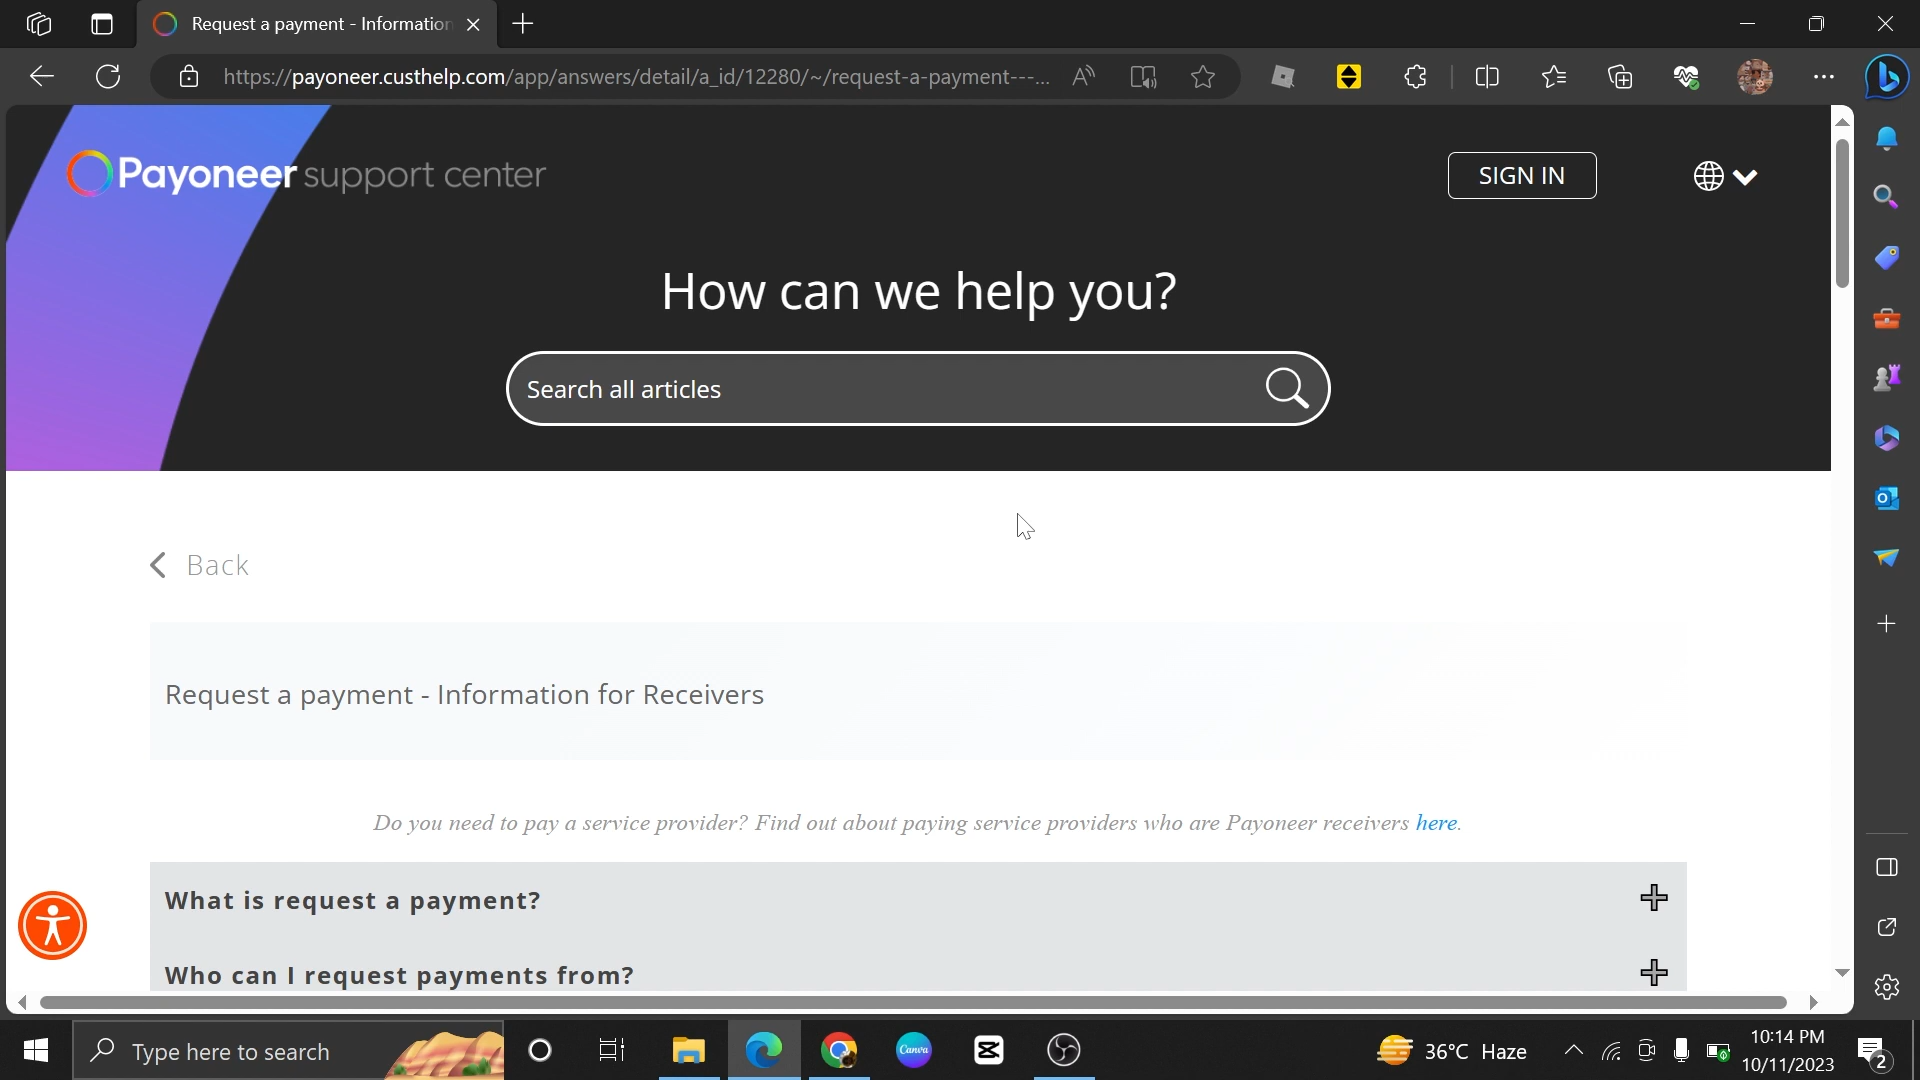 Request a payment - Information
https://payoneer.custhelp.com/app/answers/detail/a_id/12280/~/request-a-payment---...
Payoneer support center
SIGN IN
How can we help you?
Search all articles
Back
Request a payment - Information for Receivers
Do you need to pay a service provider? Find out about paying service providers who are Payoneer receivers here.
What is request a payment?
Who can I request payments from?
Type here to search
Canva
36°C Haze
10:14 PM
10/11/2023
2